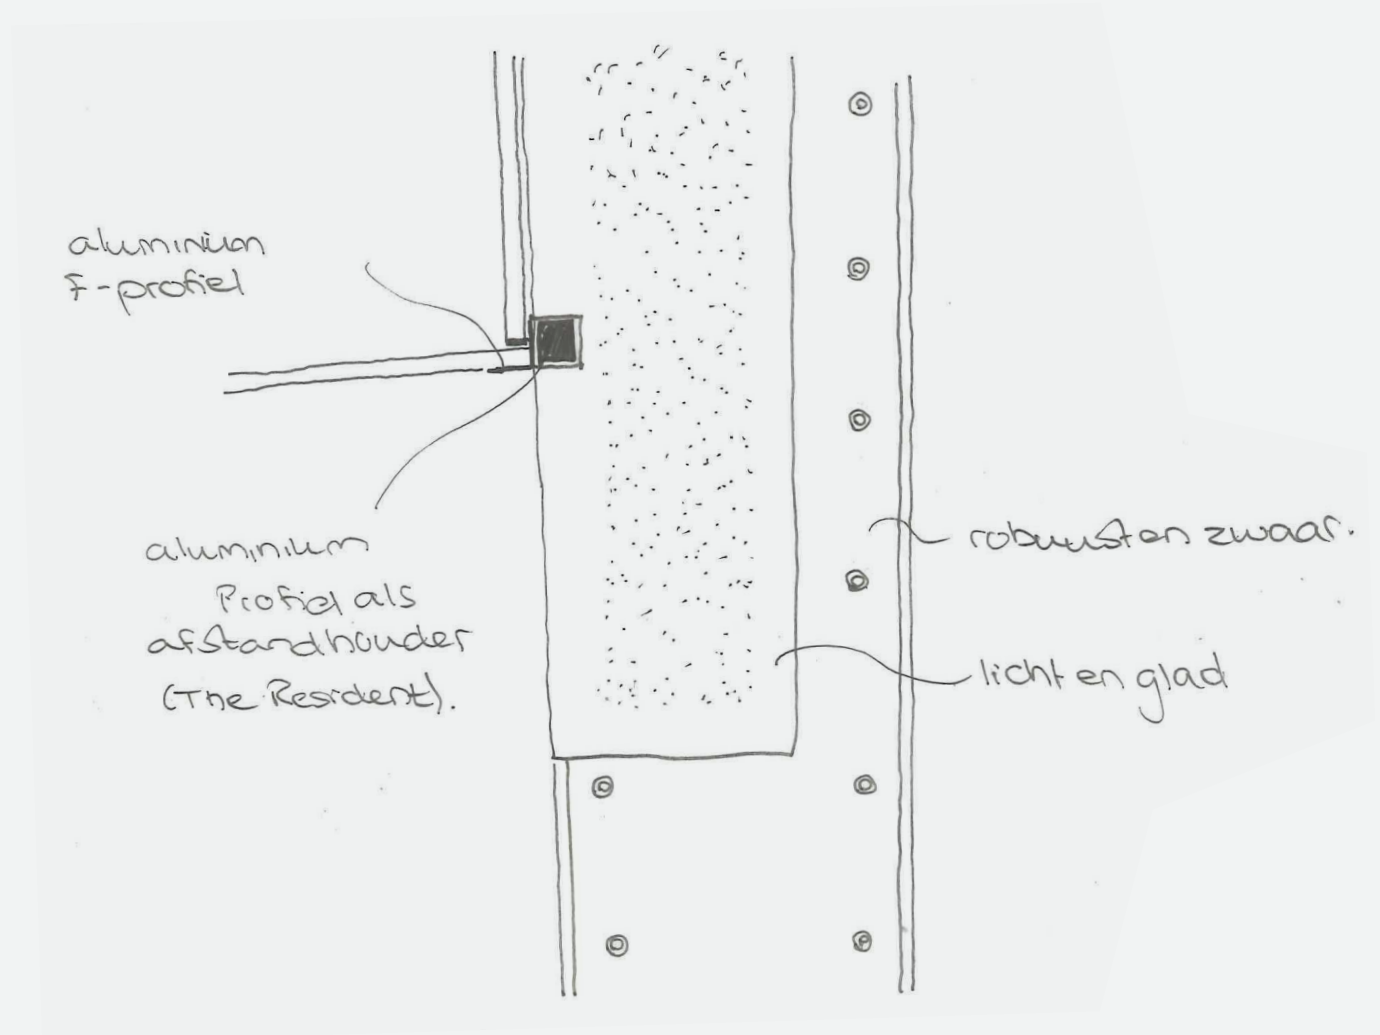 aluminium
F-profiel
aluminium
Profiel als
afstandhouder
(The Resident).
robuust en zwaar.
licht en glad